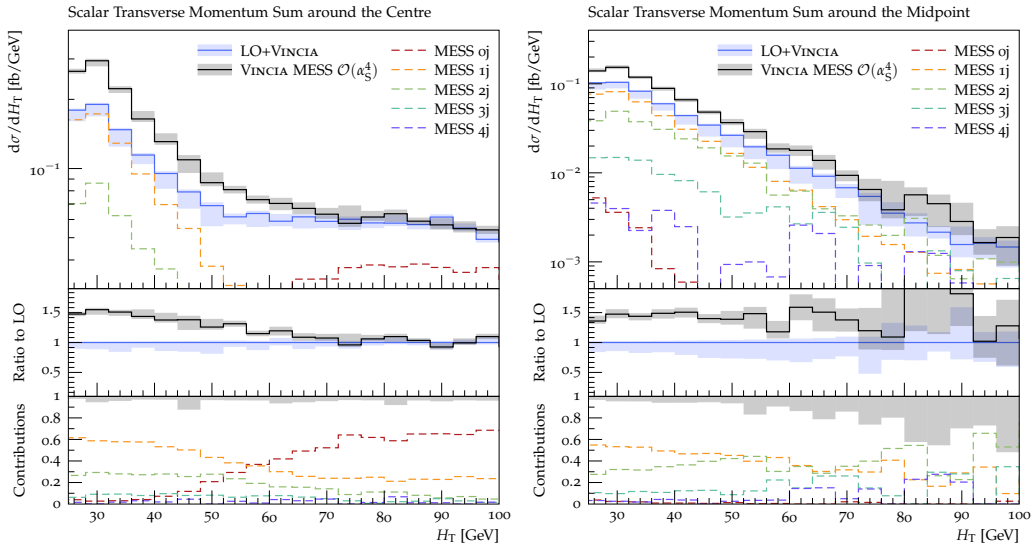 Scalar Transverse Momentum Sum around the Centre
dσ/dH_T [fb/GeV]
10⁻¹
LO+VINCIA
VINCIA MESS O(α_S^4)
MESS 0j
MESS 1j
MESS 2j
MESS 3j
MESS 4j
Ratio to LO
1.5
1
0.5
Contributions
1
0.8
0.6
0.4
0.2
0
30 40 50 60 70 80 90 100
H_T [GeV]
Scalar Transverse Momentum Sum around the Midpoint
dσ/dH_T [fb/GeV]
10⁻¹
10⁻²
10⁻³
LO+VINCIA
VINCIA MESS O(α_S^4)
MESS 0j
MESS 1j
MESS 2j
MESS 3j
MESS 4j
Ratio to LO
1.5
1
0.5
Contributions
1
0.8
0.6
0.4
0.2
0
30 40 50 60 70 80 90 100
H_T [GeV]